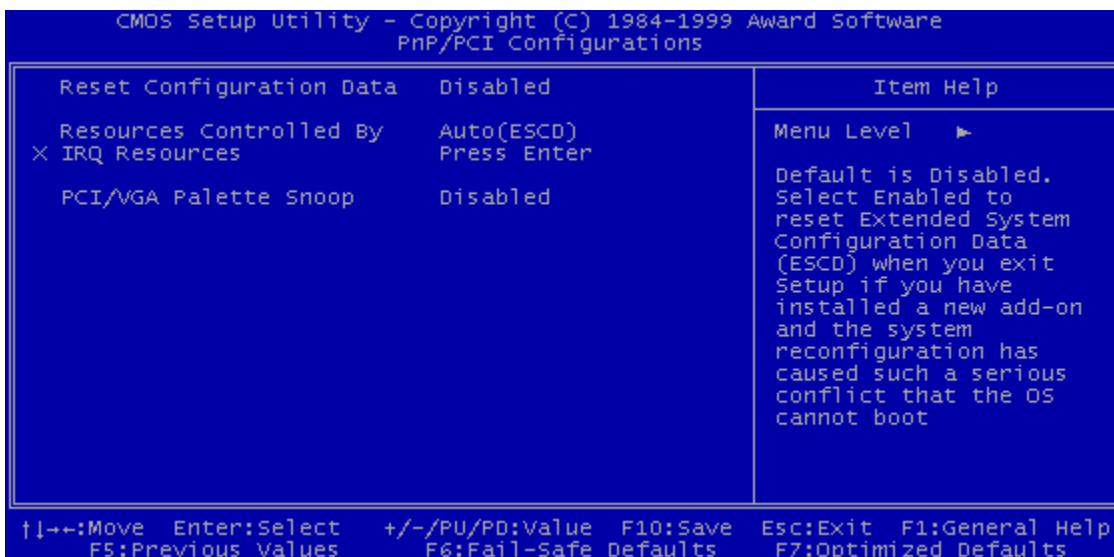 CMOS Setup Utility – Copyright (C) 1984-1999 Award Software
PnP/PCI Configurations
Reset Configuration Data Disabled
Resources Controlled By Auto(ESCD)
X IRQ Resources Press Enter
PCI/VGA Palette Snoop Disabled
Item Help
Menu Level ►
Default is Disabled.
Select Enabled to
reset Extended System
Configuration Data
(ESCD) when you exit
Setup if you have
installed a new add-on
and the system
reconfiguration has
caused such a serious
conflict that the OS
cannot boot
↑↓→←:Move Enter:Select +/-/PU/PD:Value F10:Save Esc:Exit F1:General Help
F5:Previous Values F6:Fail-Safe Defaults F7:Optimized Defaults